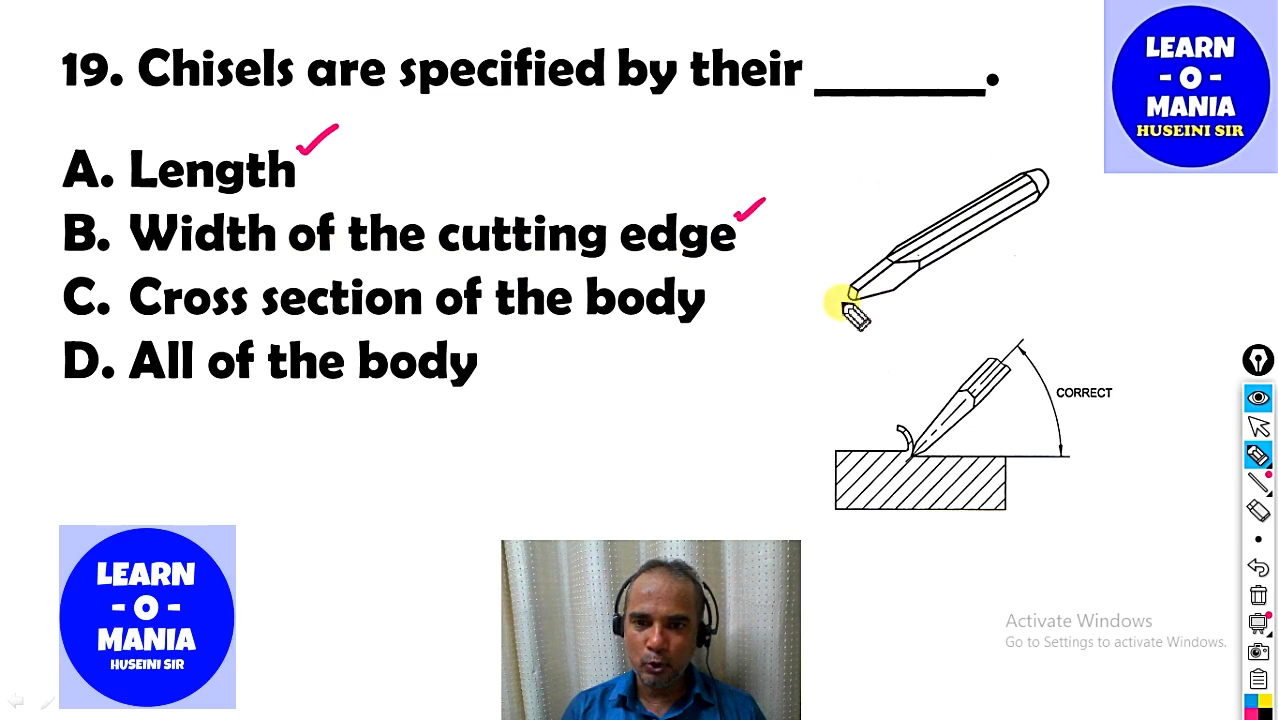 19. Chisels are specified by their _______.
A. Length
B. Width of the cutting edge
C. Cross section of the body
D. All of the body
LEARN
- O -
MANIA
HUSEINI SIR
CORRECT
LEARN
- O -
MANIA
HUSEINI SIR
Activate Windows
Go to Settings to activate Windows.